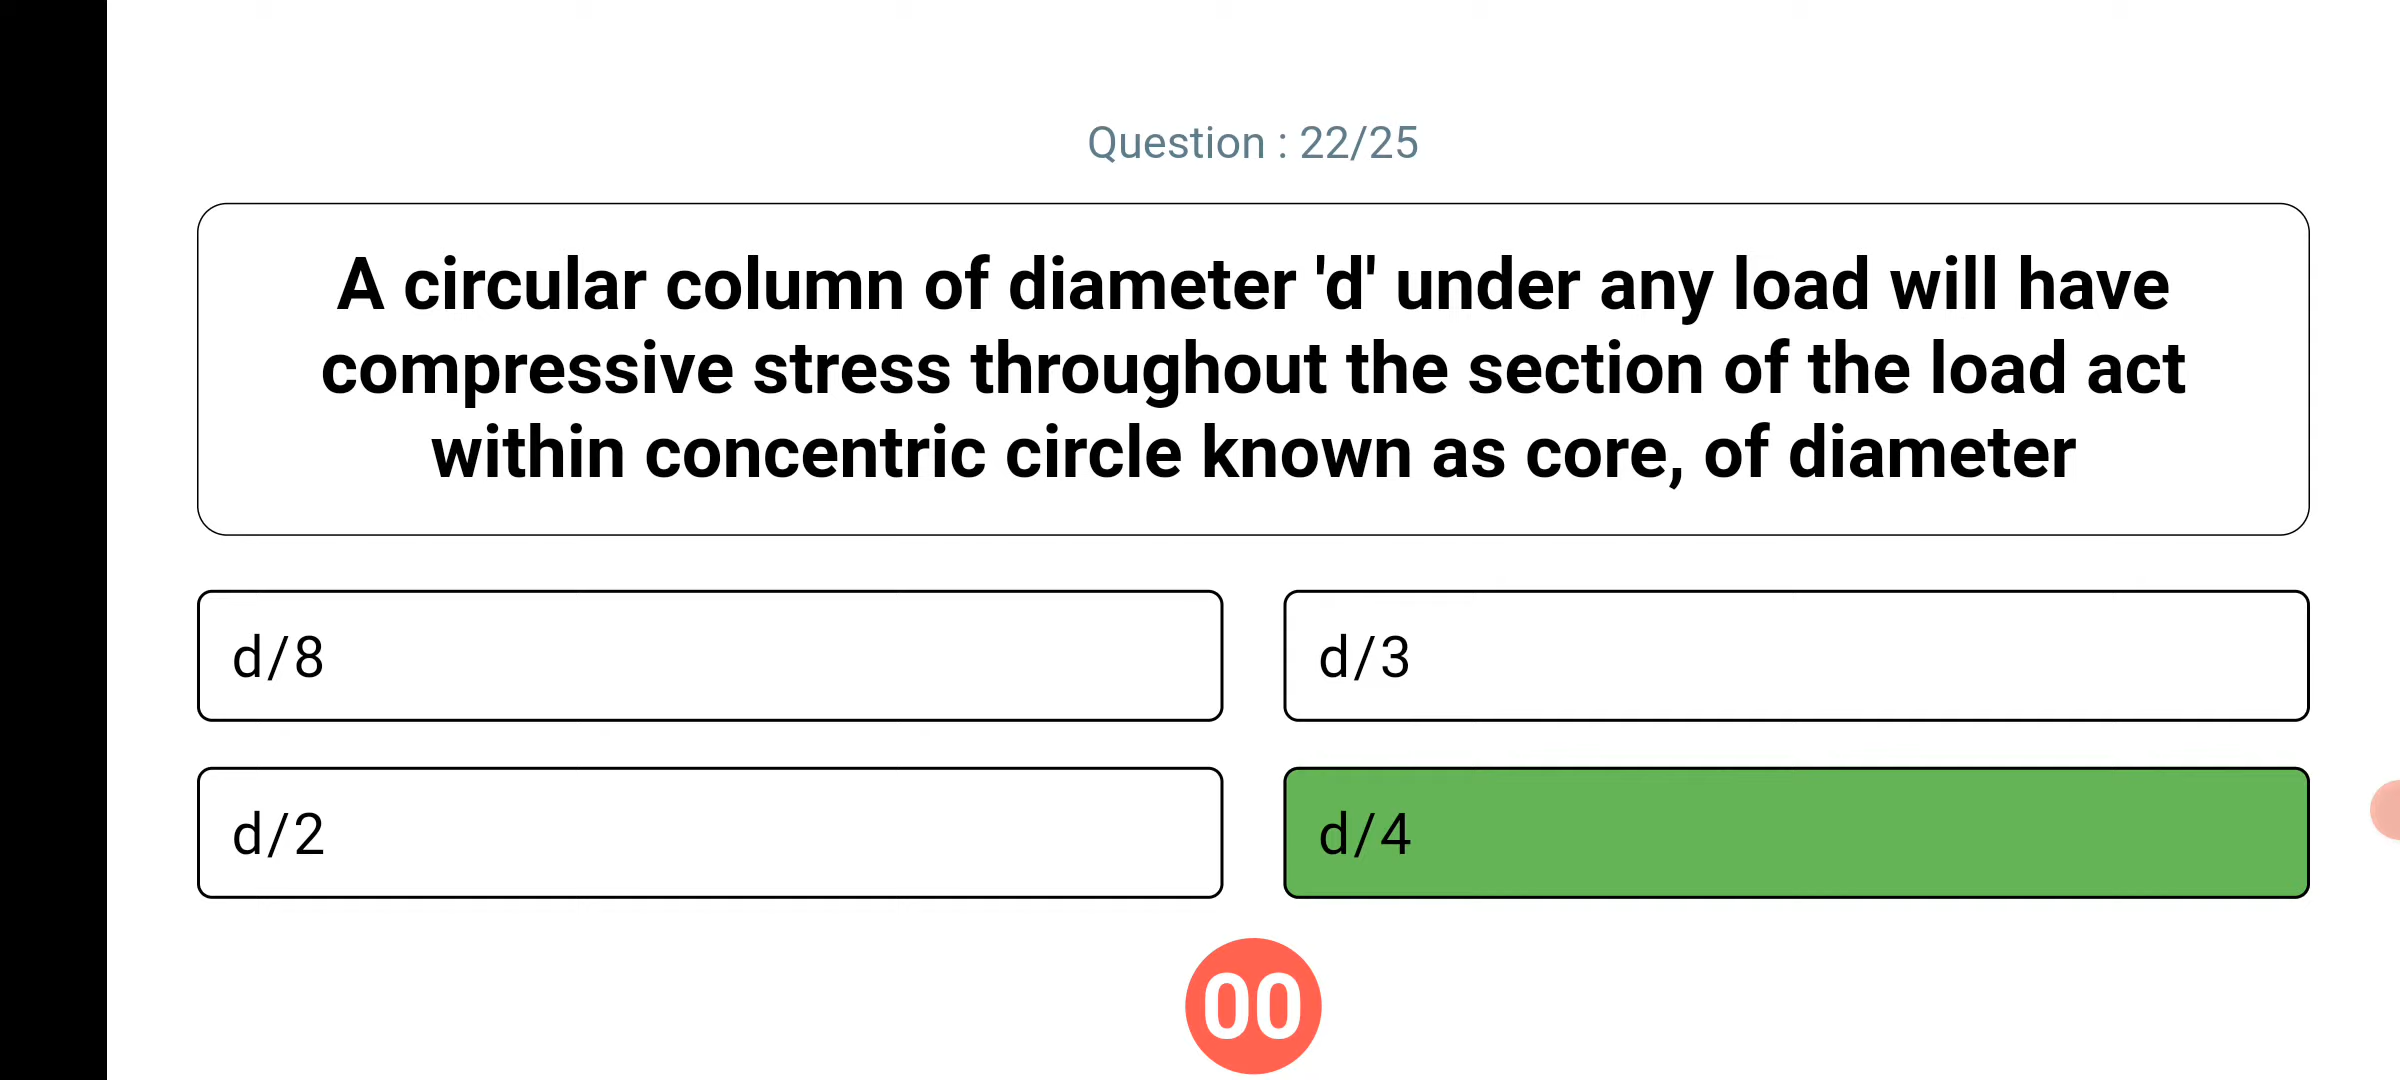 Question : 22/25
A circular column of diameter 'd' under any load will have
compressive stress throughout the section of the load act
within concentric circle known as core, of diameter
d/8
d/3
d/2
d/4
00